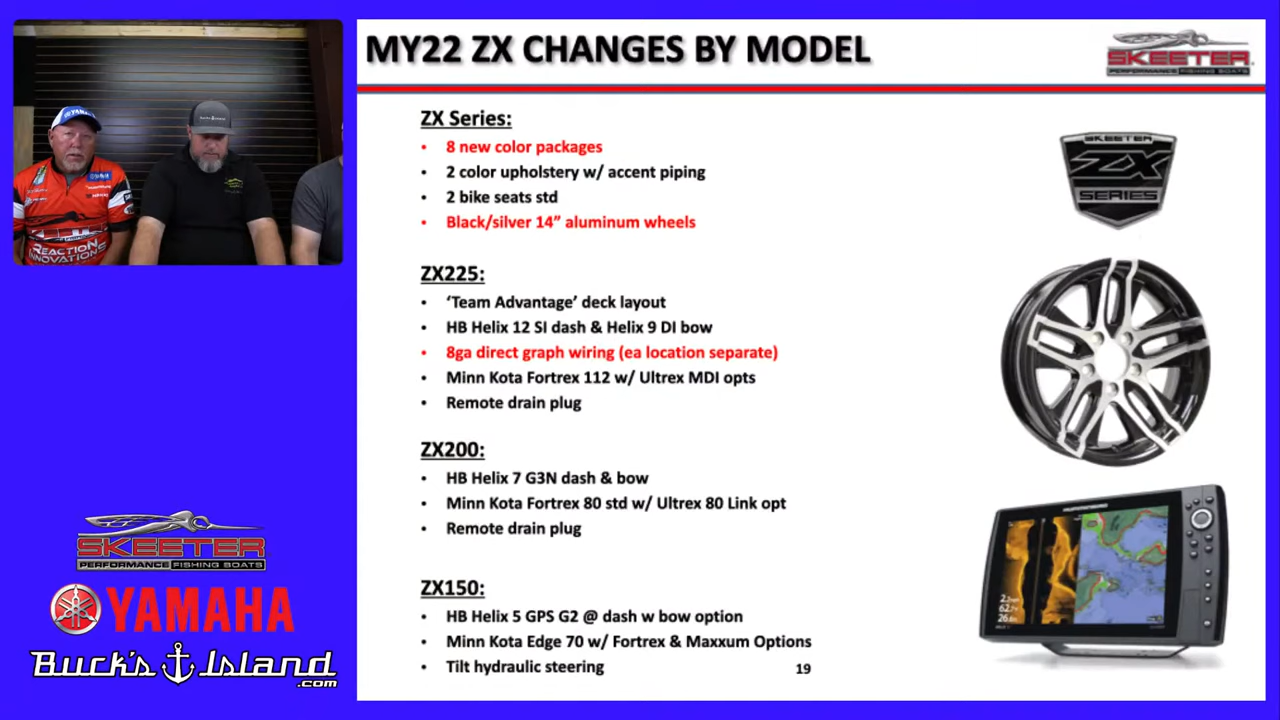 MY22 ZX CHANGES BY MODEL
SKEETER
PERFORMANCE FISHING BOATS
ZX Series:
• 8 new color packages
• 2 color upholstery w/ accent piping
• 2 bike seats std
• Black/silver 14” aluminum wheels
SKEETER
ZX
SERIES
ZX225:
• ‘Team Advantage’ deck layout
• HB Helix 12 SI dash & Helix 9 DI bow
• 8ga direct graph wiring (ea location separate)
• Minn Kota Fortrex 112 w/ Ultrex MDI opts
• Remote drain plug
ZX200:
• HB Helix 7 G3N dash & bow
• Minn Kota Fortrex 80 std w/ Ultrex 80 Link opt
• Remote drain plug
ZX150:
• HB Helix 5 GPS G2 @ dash w bow option
• Minn Kota Edge 70 w/ Fortrex & Maxxum Options
• Tilt hydraulic steering
19
HUMMINBIRD
REACTION
INNOVATIONS
SKEETER
PERFORMANCE FISHING BOATS
YAMAHA
Buck's Island
.com